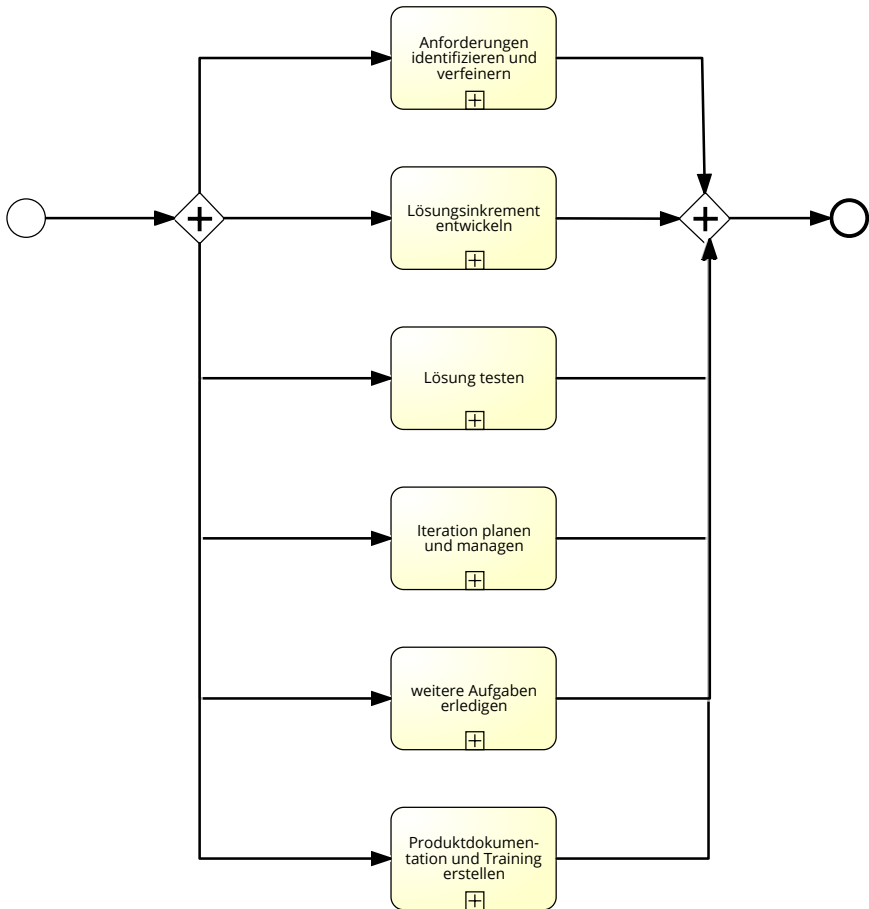 Anforderungen
identifizieren und
verfeinern
Lösungsinkrement
entwickeln
Lösung testen
Iteration planen
und managen
weitere Aufgaben
erledigen
Produktdokumen-
tation und Training
erstellen